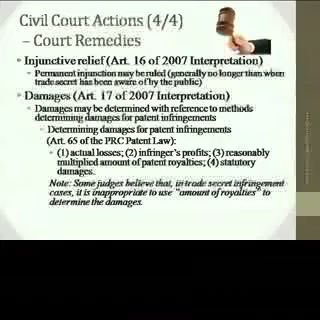 Civil Court Actions (4/4)
– Court Remedies
Injunctive relief (Art. 16 of 2007 Interpretation)
Permanent injunction may be ruled (generally no longer than when
trade secret has been aware of by the public)
Damages (Art. 17 of 2007 Interpretation)
Damages may be determined with reference to methods
determining damages for patent infringements
Determining damages for patent infringements
(Art. 65 of the PRC Patent Law):
(1) actual losses; (2) infringer's profits; (3) reasonably
multiplied amount of patent royalties; (4) statutory
damages.
Note: Some judges believe that, in trade secret infringement
cases, it is inappropriate to use "amount of royalties" to
determine the damages.